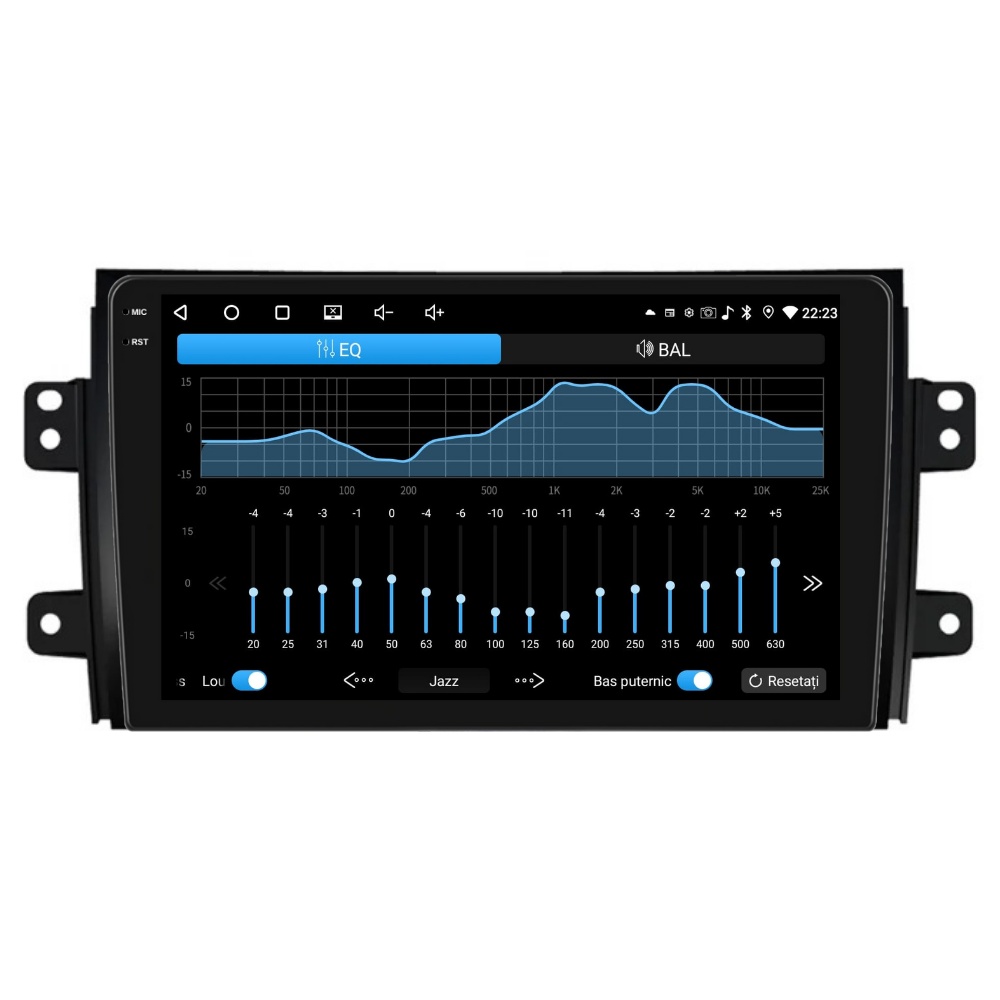 MIC
22:23
RST
EQ
BAL
15
0
-15
20 50 100 200 500 1K 2K 5K 10K 25K
-4 -4 -3 -1 0 -4 -6 -10 -10 -11 -4 -3 -2 -2 +2 +5
15
0
-15
20 25 31 40 50 63 80 100 125 160 200 250 315 400 500 630
s Lou Jazz Bas puternic Resetați